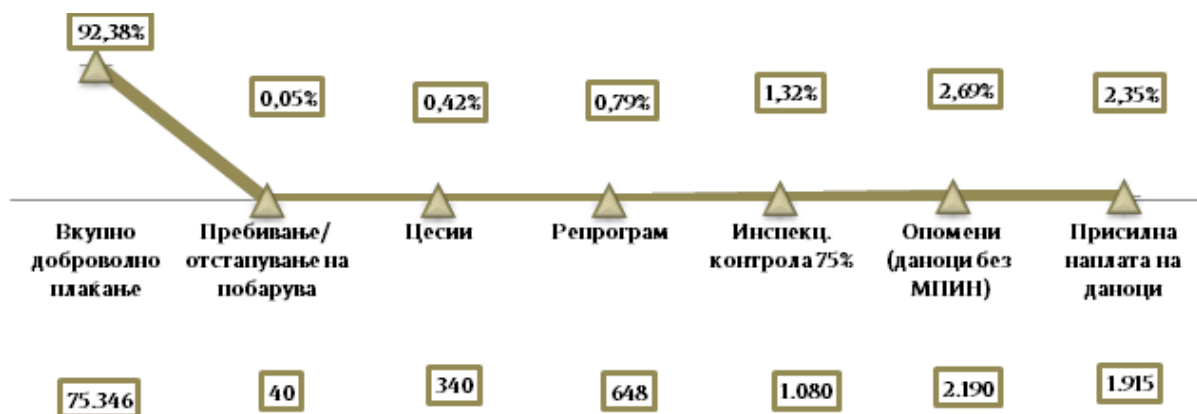 92,38%
0,05%
0,42%
0,79%
1,32%
2,69%
2,35%
Вкупно
доброволно
плаќање
Пребивање/
отстапување на
побарува
Цесии
Репрограм
Инспекц.
контрола 75%
Опомени
(даноци без
МПИН)
Присилна
наплата на
даноци
75.346
40
340
648
1.080
2.190
1.915